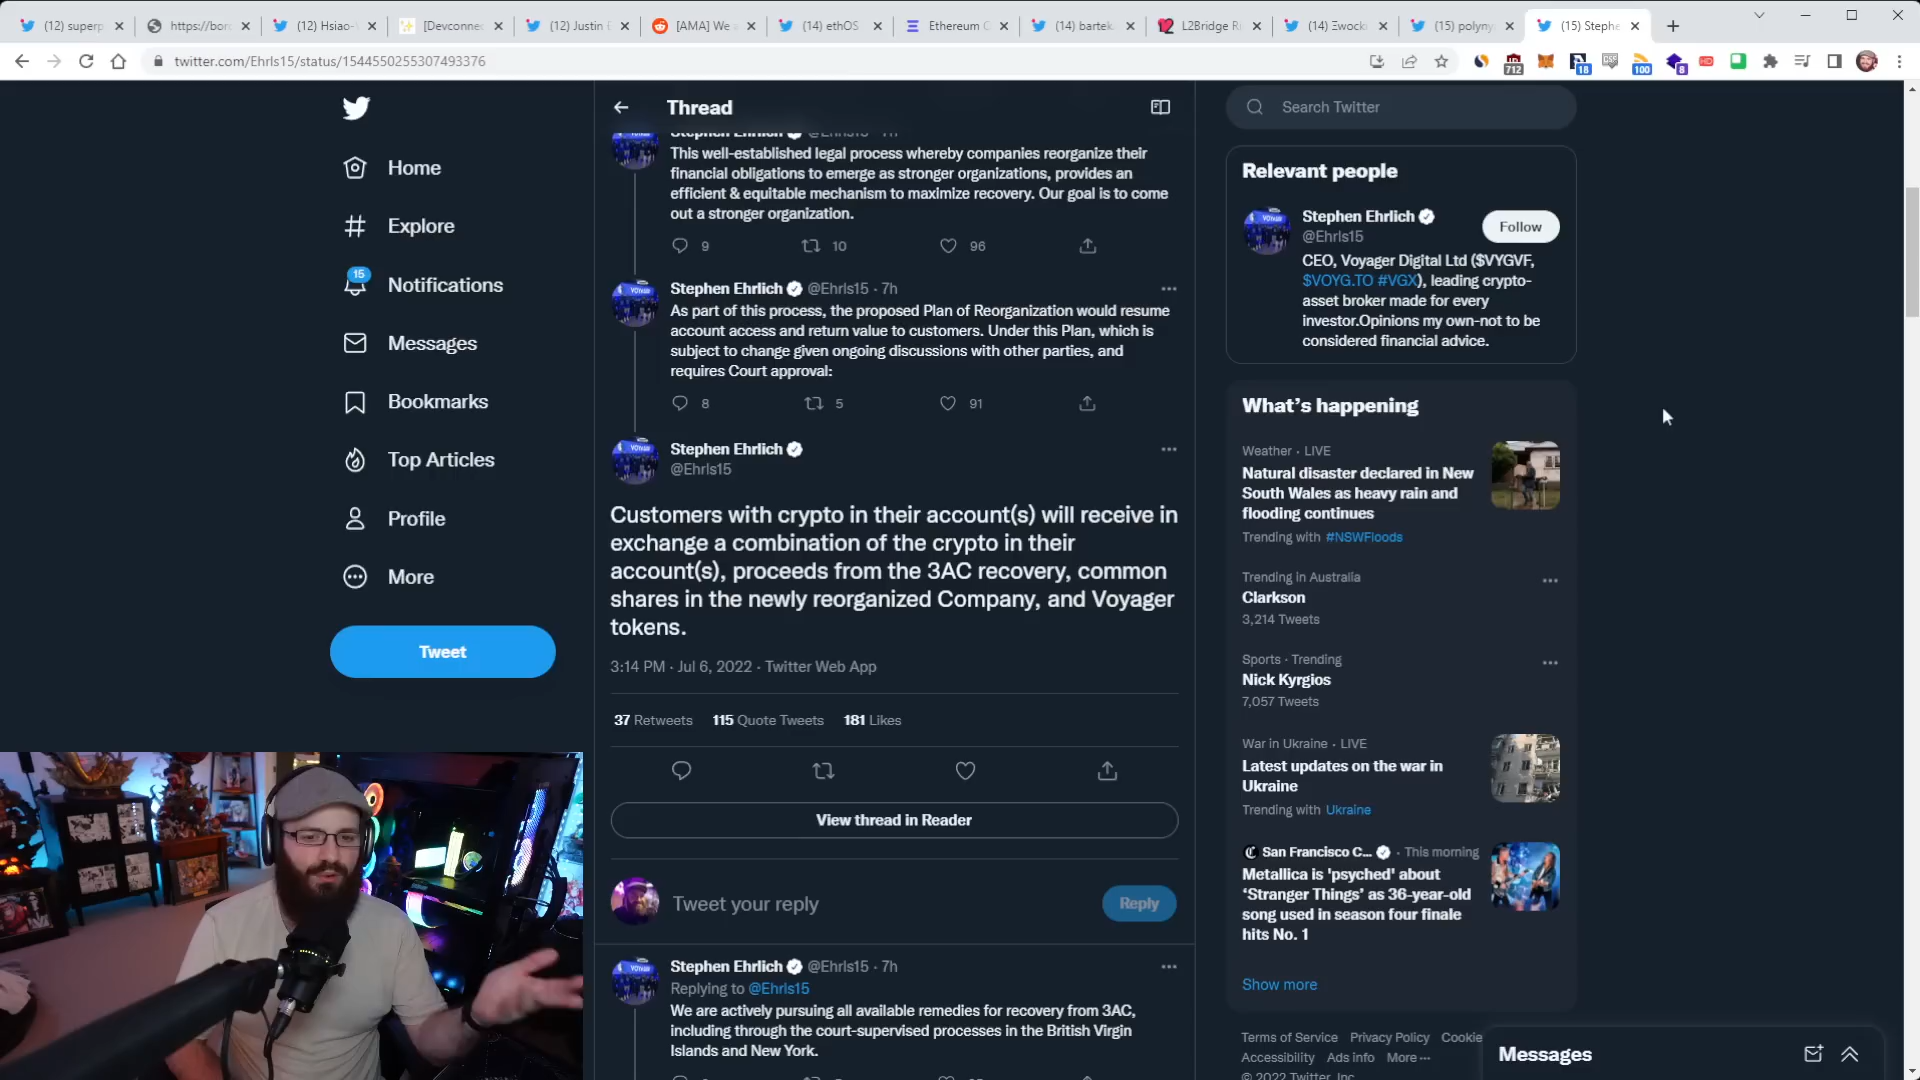 (12) superp
https://bor
(12) Hsiao-
[Devconnec
(12) Justin
[AMA] We
(14) ethOS
Ethereum
(14) bartek
L2Bridge Ri
(15) polyny
(15) Stephe
twitter.com/Ehrls15/status/1544550255307493376
712
18
100
8
HD
Home
Explore
15
Notifications
Messages
Bookmarks
Top Articles
Profile
More
Tweet
Thread
Stephen Ehrlich @Ehrls15 · 7h
This well-established legal process whereby companies reorganize their
financial obligations to emerge as stronger organizations, provides an
efficient & equitable mechanism to maximize recovery. Our goal is to come
out a stronger organization.
9 10 96
Stephen Ehrlich @Ehrls15 · 7h
As part of this process, the proposed Plan of Reorganization would resume
account access and return value to customers. Under this Plan, which is
subject to change given ongoing discussions with other parties, and
requires Court approval:
8 5 91
Stephen Ehrlich
@Ehrls15
Customers with crypto in their account(s) will receive in
exchange a combination of the crypto in their
account(s), proceeds from the 3AC recovery, common
shares in the newly reorganized Company, and Voyager
tokens.
3:14 PM · Jul 6, 2022 · Twitter Web App
37 Retweets 115 Quote Tweets 181 Likes
View thread in Reader
Tweet your reply
Reply
Stephen Ehrlich @Ehrls15 · 7h
Replying to @Ehrls15
We are actively pursuing all available remedies for recovery from 3AC,
including through the court-supervised processes in the British Virgin
Islands and New York.
Search Twitter
Relevant people
Stephen Ehrlich
@Ehrls15
Follow
CEO, Voyager Digital Ltd ($VYGVF,
$VOYG.TO #VGX), leading crypto-
asset broker made for every
investor.Opinions my own-not to be
considered financial advice.
What's happening
Weather · LIVE
Natural disaster declared in New
South Wales as heavy rain and
flooding continues
Trending with #NSWFloods
Trending in Australia
Clarkson
3,214 Tweets
Sports · Trending
Nick Kyrgios
7,057 Tweets
War in Ukraine · LIVE
Latest updates on the war in
Ukraine
Trending with Ukraine
San Francisco C... · This morning
Metallica is 'psyched' about
'Stranger Things' as 36-year-old
song used in season four finale
hits No. 1
Show more
Terms of Service Privacy Policy Cookie
Accessibility Ads info More ···
© 2022 Twitter, Inc.
Messages